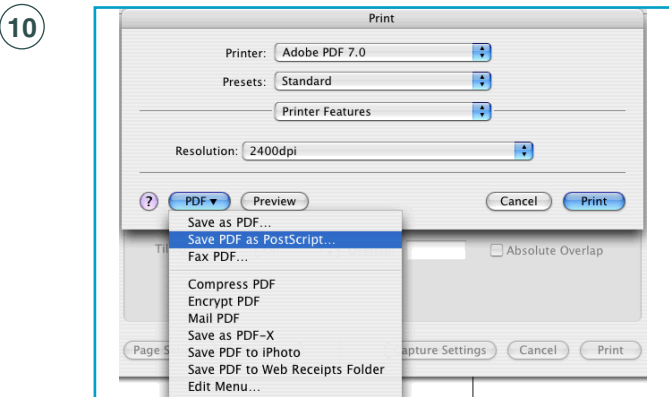 10
Print
Printer: Adobe PDF 7.0
Presets: Standard
Printer Features
Resolution: 2400dpi
? PDF Preview Cancel Print
Save as PDF...
Save PDF as PostScript...
Fax PDF...
Absolute Overlap
Compress PDF
Encrypt PDF
Mail PDF
Save as PDF-X
Page Settings Cancel Print
Save PDF to iPhoto
Save PDF to Web Receipts Folder
Edit Menu...